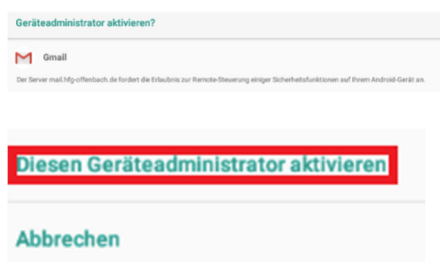 Geräteadministrator aktivieren?
Gmail
Der Server mail.hfg-offenbach.de fordert die Erlaubnis zur Remote-Steuerung einiger Sicherheitsfunktionen auf Ihrem Android-Gerät an.
Diesen Geräteadministrator aktivieren
Abbrechen